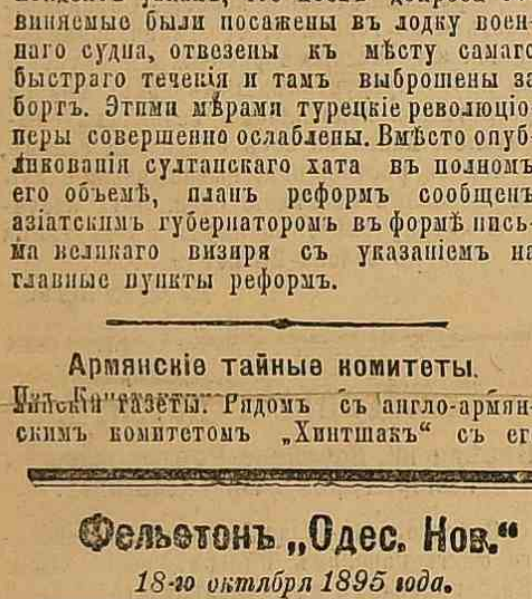 виняемые были посажены въ лодку воен-
наго судна, отвезены къ мѣсту самаго
быстраго теченія и тамъ выброшены за
бортъ. Этими мѣрами турецкіе революціо-
неры совершенно ослаблены. Вмѣсто опуб-
ликованія султанскаго хата въ полномъ
его объемѣ, планъ реформъ сообщенъ
азіатскимъ губернаторомъ въ формѣ пись-
ма великаго визиря съ указаніемъ на
главные пункты реформъ.
Армянскіе тайные комитеты.
газеты. Рядомъ съ англо-армян-
скимъ комитетомъ „Хинтшакъ“ съ ег
Фельетонъ „Одес. Нов.“
18-го октября 1895 года.